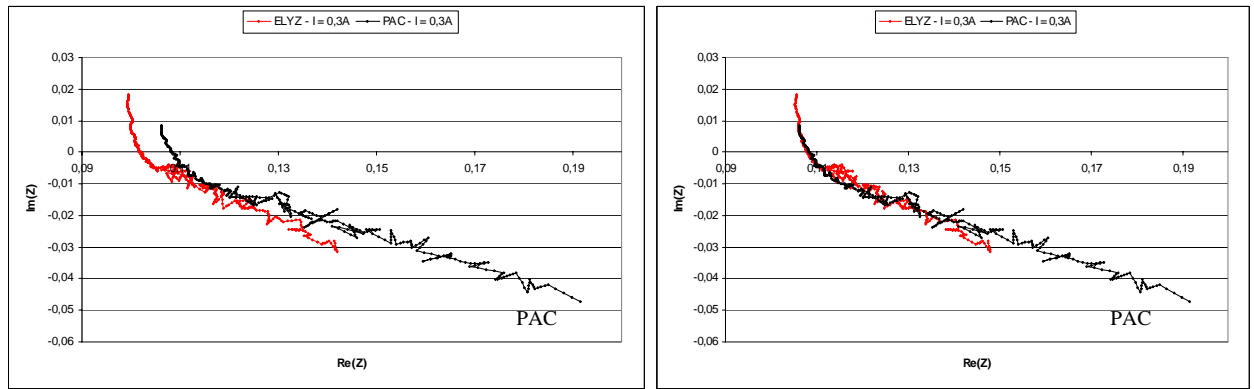 ELYZ - I = 0,3A PAC - I = 0,3A
0,03
0,02
0,01
0
-0,01
-0,02
-0,03
-0,04
-0,05
-0,06
0,09 0,11 0,13 0,15 0,17 0,19
Im(Z)
Re(Z)
PAC
ELYZ - I = 0,3A PAC - I = 0,3A
0,03
0,02
0,01
0
-0,01
-0,02
-0,03
-0,04
-0,05
-0,06
0,09 0,11 0,13 0,15 0,17 0,19
Im(Z)
Re(Z)
PAC